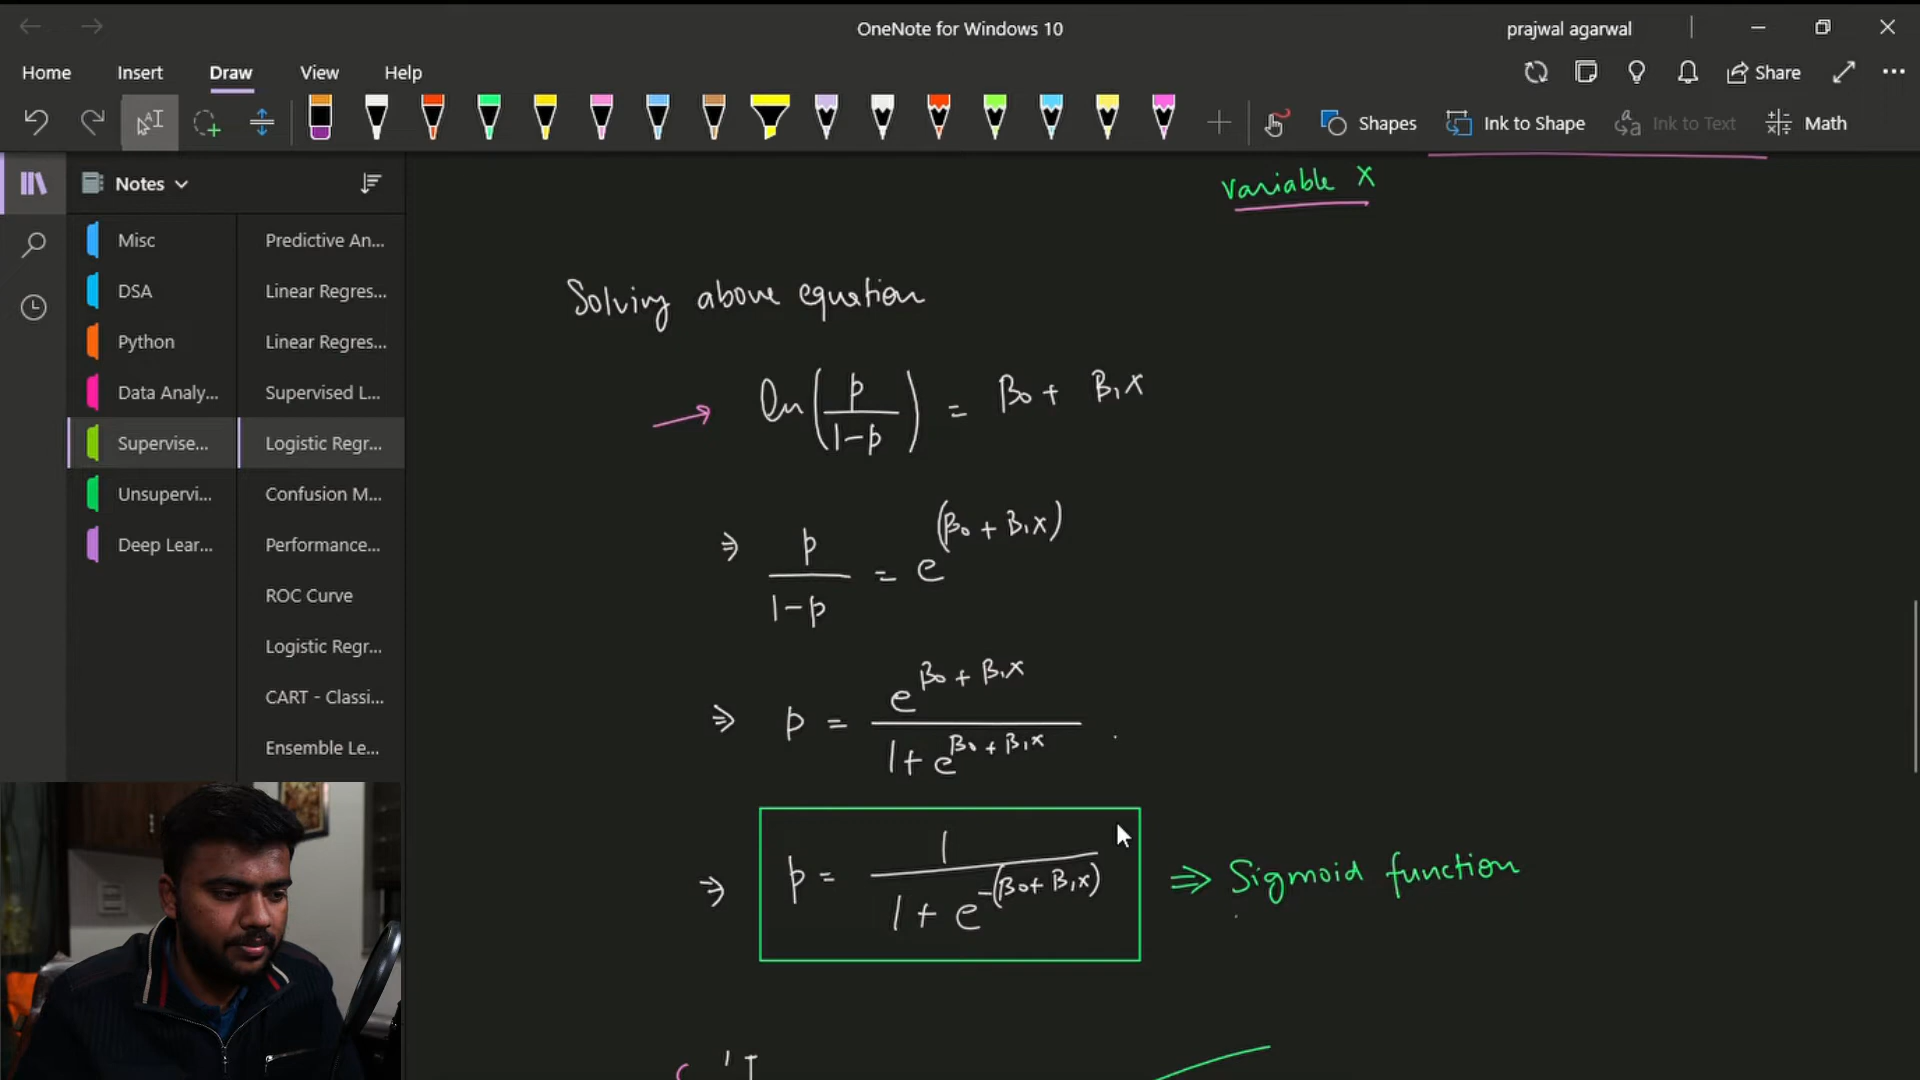 OneNote for Windows 10
prajwal agarwal
Home Insert Draw View Help
Share
Shapes Ink to Shape Ink to Text Math
Notes
Misc
DSA
Python
Data Analy...
Supervise...
Unsupervi...
Deep Lear...
Predictive An...
Linear Regres...
Linear Regres...
Supervised L...
Logistic Regr...
Confusion M...
Performance...
ROC Curve
Logistic Regr...
CART - Classi...
Ensemble Le...
variable X
Solving above equation
→ ln(p/(1-p)) = β₀ + β₁x
⇒ p/(1-p) = e^(β₀ + β₁x)
⇒ p = e^(β₀ + β₁x)/(1+e^(β₀ + β₁x))
⇒ p = 1/(1 + e^-(β₀+ β₁x)) ⇒ Sigmoid function